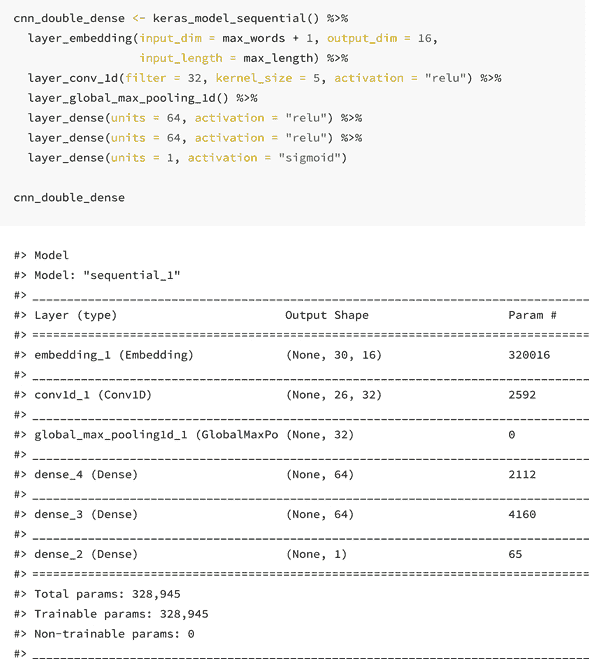 cnn_double_dense <- keras_model_sequential() %>%
  layer_embedding(input_dim = max_words + 1, output_dim = 16,
                  input_length = max_length) %>%
  layer_conv_1d(filter = 32, kernel_size = 5, activation = "relu") %>%
  layer_global_max_pooling_1d() %>%
  layer_dense(units = 64, activation = "relu") %>%
  layer_dense(units = 64, activation = "relu") %>%
  layer_dense(units = 1, activation = "sigmoid")
cnn_double_dense
#> Model
#> Model: "sequential_1"
#> ________________________________________________________________________________
#> Layer (type)                        Output Shape                    Param #
#> ================================================================================
#> embedding_1 (Embedding)             (None, 30, 16)                  320016
#> ________________________________________________________________________________
#> conv1d_1 (Conv1D)                   (None, 26, 32)                  2592
#> ________________________________________________________________________________
#> global_max_pooling1d_1 (GlobalMaxPo (None, 32)                      0
#> ________________________________________________________________________________
#> dense_4 (Dense)                     (None, 64)                      2112
#> ________________________________________________________________________________
#> dense_3 (Dense)                     (None, 64)                      4160
#> ________________________________________________________________________________
#> dense_2 (Dense)                     (None, 1)                       65
#> ================================================================================
#> Total params: 328,945
#> Trainable params: 328,945
#> Non-trainable params: 0
#> ________________________________________________________________________________